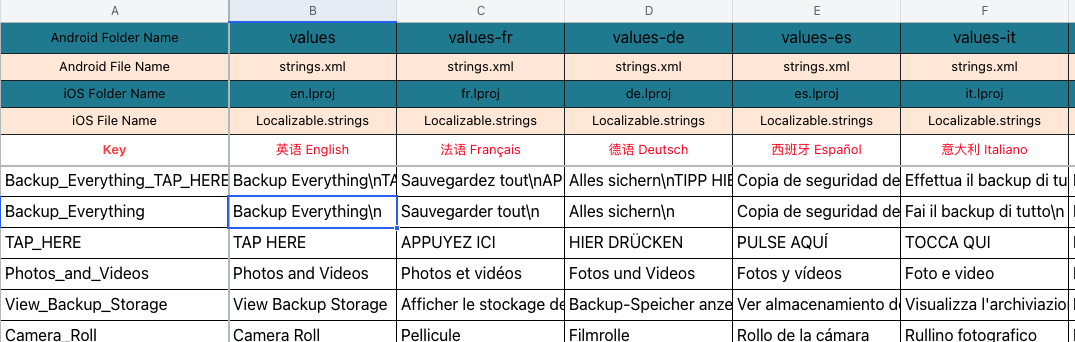 A B C D E F
Android Folder Name values values-fr values-de values-es values-it
Android File Name strings.xml strings.xml strings.xml strings.xml strings.xml
iOS Folder Name en.lproj fr.lproj de.lproj es.lproj it.lproj
iOS File Name Localizable.strings Localizable.strings Localizable.strings Localizable.strings Localizable.strings
Key 英语 English 法语 Français 德语 Deutsch 西班牙 Español 意大利 Italiano
Backup_Everything_TAP_HERE Backup Everything\nTA Sauvegardez tout\nAP Alles sichern\nTIPP HIE Copia de seguridad de Effettua il backup di tu
Backup_Everything Backup Everything\n Sauvegarder tout\n Alles sichern\n Copia de seguridad de Fai il backup di tutto\n
TAP_HERE TAP HERE APPUYEZ ICI HIER DRÜCKEN PULSE AQUÍ TOCCA QUI
Photos_and_Videos Photos and Videos Photos et vidéos Fotos und Videos Fotos y vídeos Foto e video
View_Backup_Storage View Backup Storage Afficher le stockage de Backup-Speicher anze Ver almacenamiento d Visualizza l'archiviazio
Camera_Roll Camera Roll Pellicule Filmrolle Rollo de la cámara Rullino fotografico